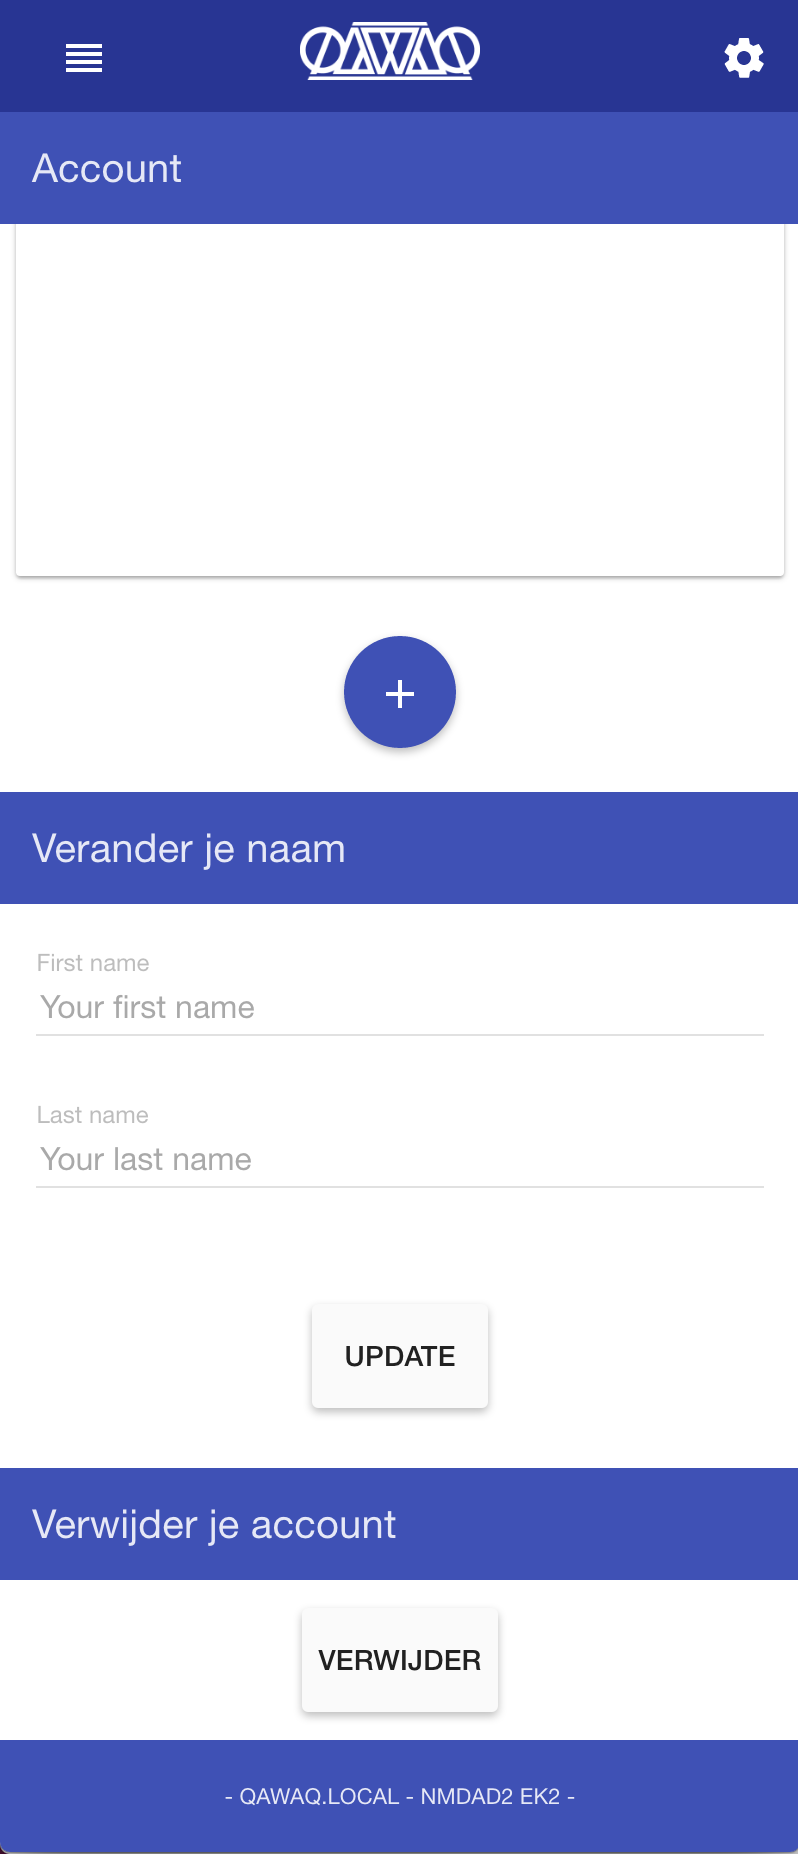 QAWAQ
Account
Verander je naam
First name
Your first name
Last name
Your last name
UPDATE
Verwijder je account
VERWIJDER
- QAWAQ.LOCAL - NMDAD2 EK2 -